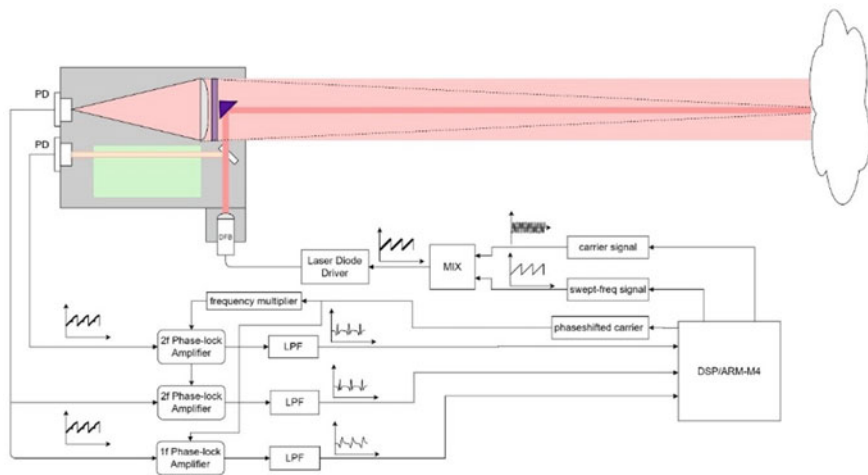 PD
PD
DFB
Laser Diode
Driver
MIX
carrier signal
swept-freq signal
frequency multiplier
phaseshifted carrier
2f Phase-lock
Amplifier
LPF
DSP/ARM-M4
2f Phase-lock
Amplifier
LPF
1f Phase-lock
Amplifier
LPF